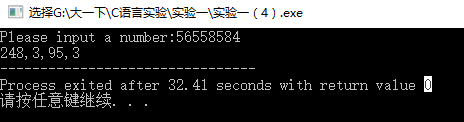 选择G:\大一下\C语言实验\实验一\实验一（4）.exe
Please input a number:56558584
248,3,95,3
--------------------------------
Process exited after 32.41 seconds with return value 0
请按任意键继续. . .